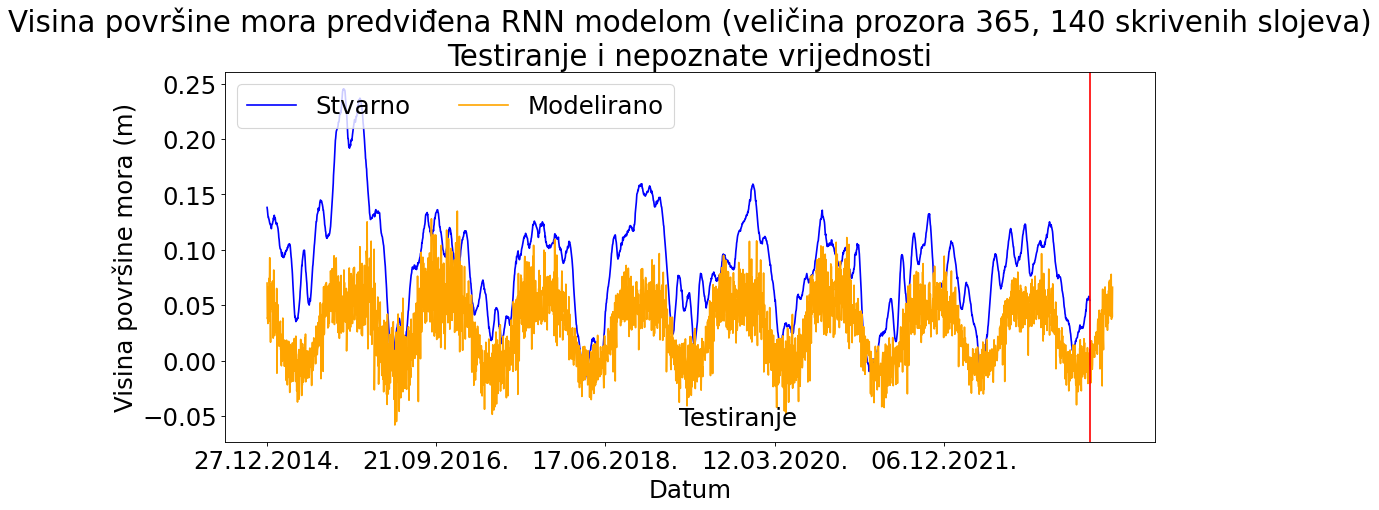 Visina površine mora predviđena RNN modelom (veličina prozora 365, 140 skrivenih slojeva)
Testiranje i nepoznate vrijednosti
Stvarno Modelirano
Visina površine mora (m)
0.25
0.20
0.15
0.10
0.05
0.00
−0.05
Testiranje
27.12.2014. 21.09.2016. 17.06.2018. 12.03.2020. 06.12.2021.
Datum